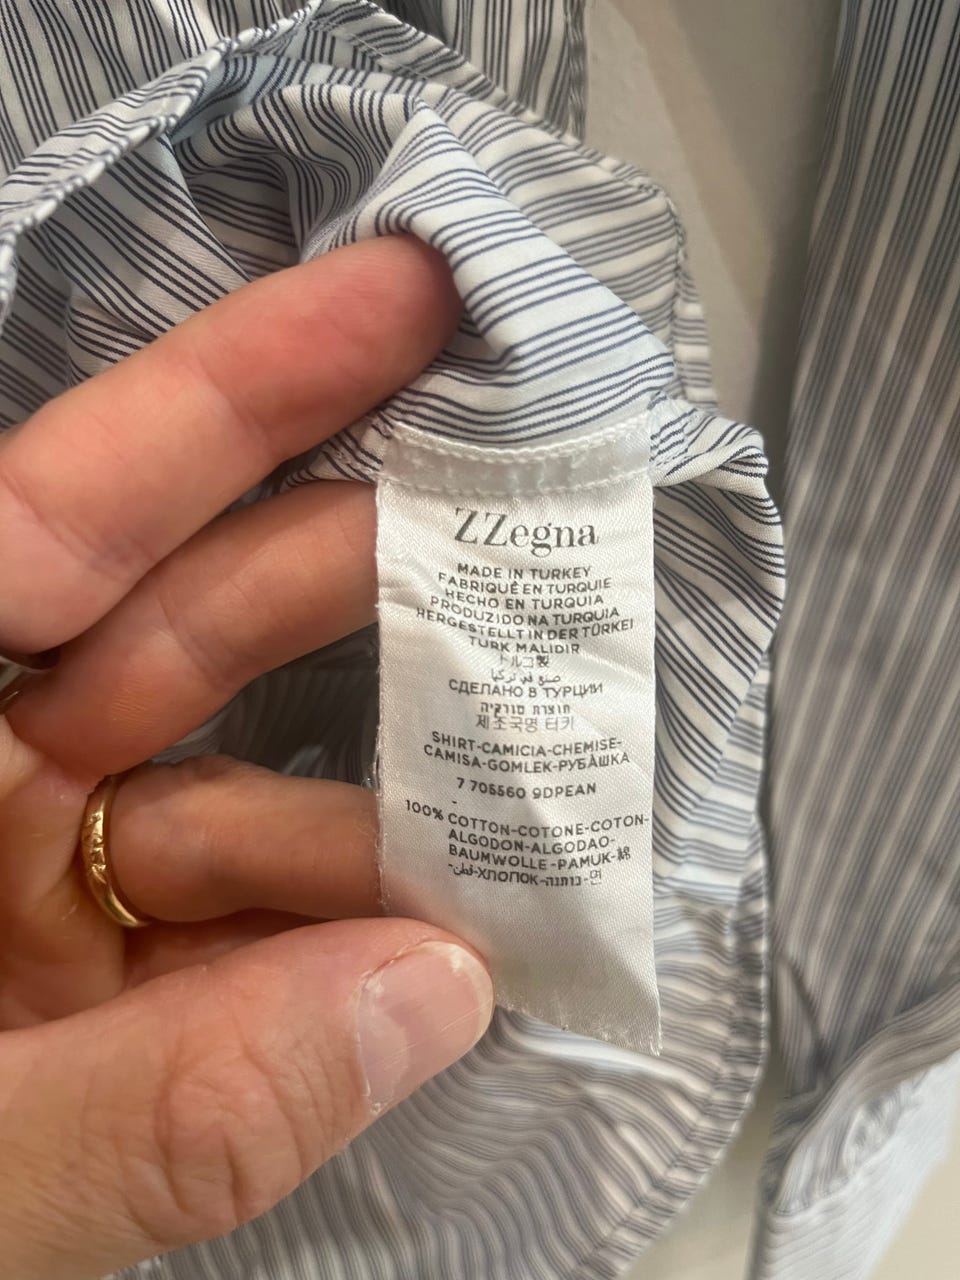 ZZegna
MADE IN TURKEY
FABRIQUÉ EN TURQUIE
HECHO EN TURQUIA
PRODUZIDO NA TURQUIA
HERGESTELLT IN DER TÜRKEI
TURK MALIDIR
トルコ製
صنع في تركيا
СДЕЛАНО В ТУРЦИИ
תוצרת טורקיה
제조국명 터키
SHIRT-CAMICIA-CHEMISE-
CAMISA-GOMLEK-РУБАШКА
7 705560 9DPEAN
-
100% COTTON-COTONE-COTON-
ALGODON-ALGODAO-
BAUMWOLLE-PAMUK-綿
-قطن-ХЛОПОК-כותנה-면